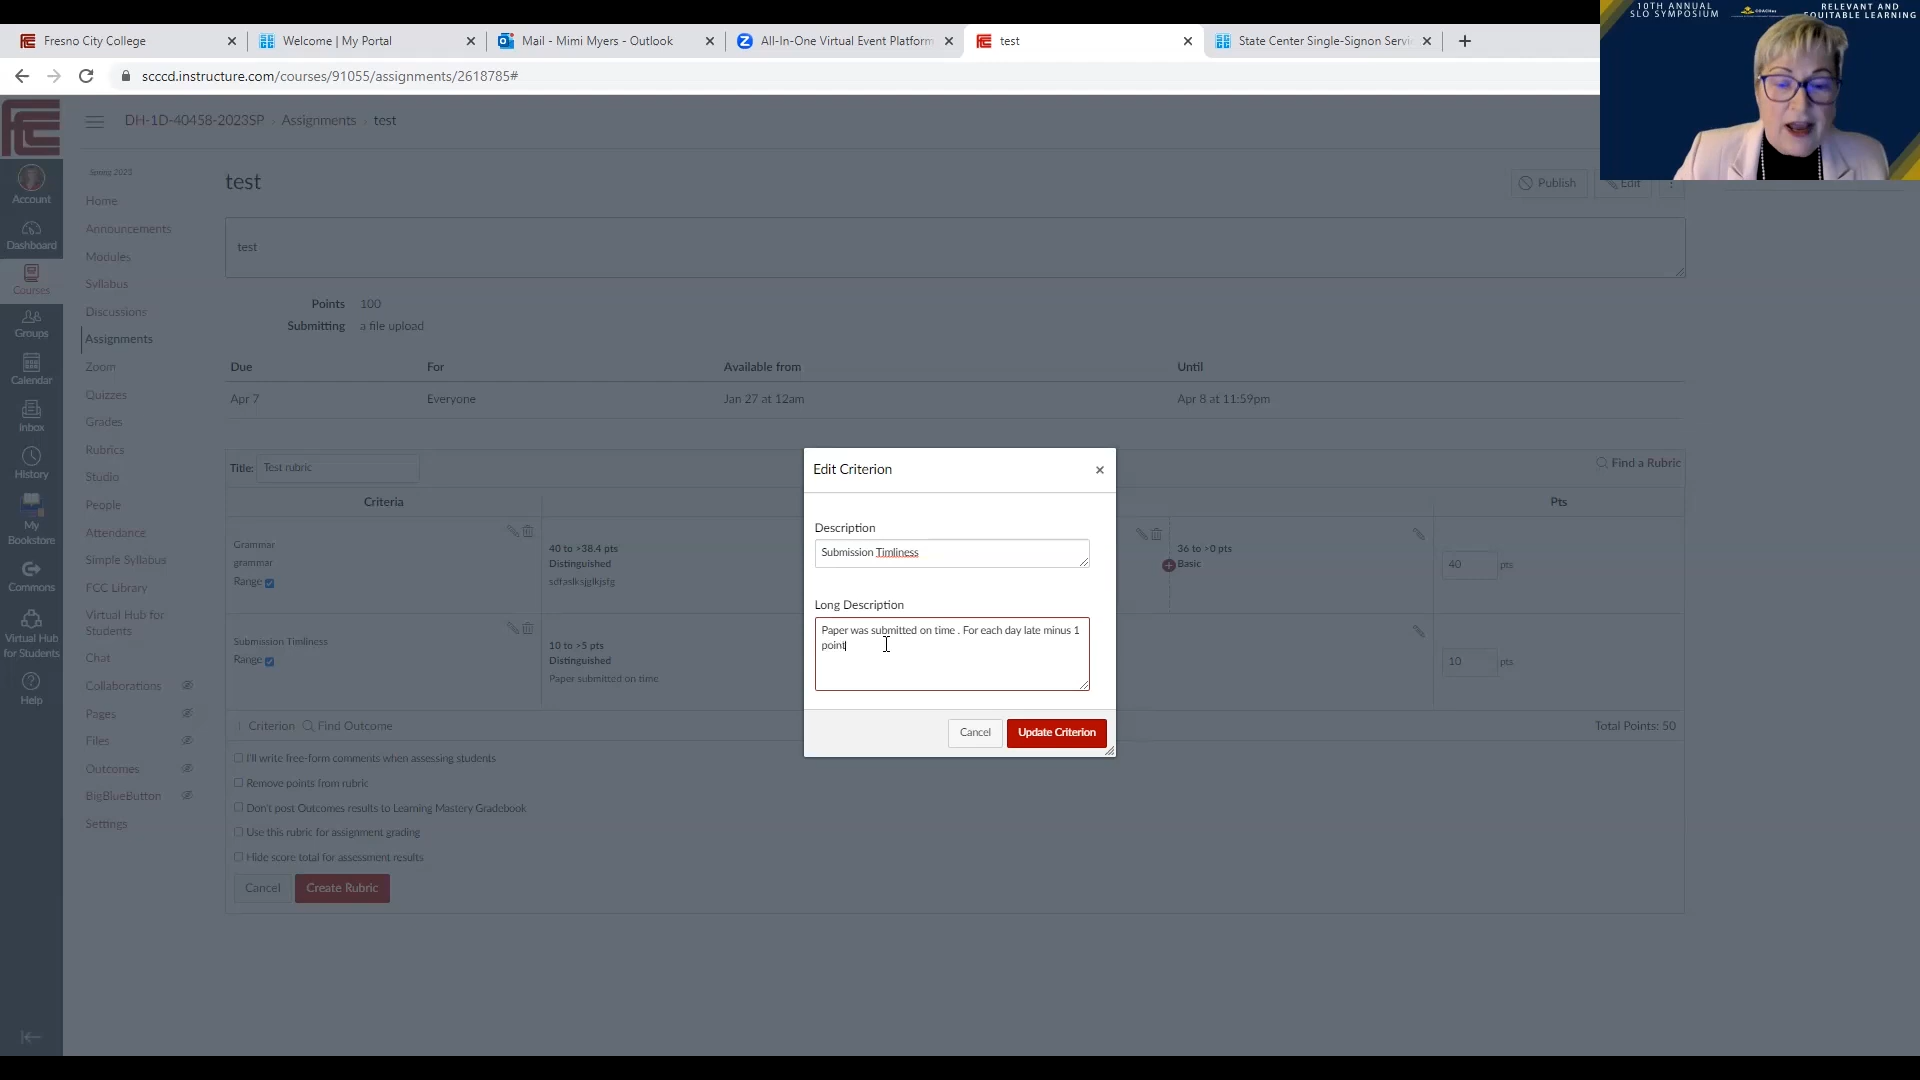 10TH ANNUAL
SLO SYMPOSIUM
COACHes
RELEVANT AND
EQUITABLE LEARNING
Fresno City College
Welcome | My Portal
Mail - Mimi Myers - Outlook
All-In-One Virtual Event Platform
test
State Center Single-Signon Servi
scccd.instructure.com/courses/91055/assignments/2618785#
DH-1D-40458-2023SP › Assignments › test
Account
Dashboard
Courses
Groups
Calendar
Inbox
History
My
Bookstore
Commons
Virtual Hub
for Students
Help
Spring 2023
Home
Announcements
Modules
Syllabus
Discussions
Assignments
Zoom
Quizzes
Grades
Rubrics
Studio
People
Attendance
Simple Syllabus
FCC Library
Virtual Hub for
Students
Chat
Collaborations
Pages
Files
Outcomes
BigBlueButton
Settings
test
Publish
Edit
test
Points 100
Submitting a file upload
Due For Available from Until
Apr 7 Everyone Jan 27 at 12am Apr 8 at 11:59pm
Title: Test rubric
Find a Rubric
Criteria
Pts
Grammar
grammar
Range
40 to >38.4 pts
Distinguished
36 to >0 pts
Basic
40 pts
Submission Timliness
Range
10 to >5 pts
Distinguished
Paper submitted on time
10 pts
Criterion Find Outcome
Total Points: 50
I'll write free-form comments when assessing students
Remove points from rubric
Don't post Outcomes results to Learning Mastery Gradebook
Use this rubric for assignment grading
Hide score total for assessment results
Cancel Create Rubric
Edit Criterion
Description
Submission Timliness
Long Description
Paper was submitted on time . For each day late minus 1
point
Cancel Update Criterion